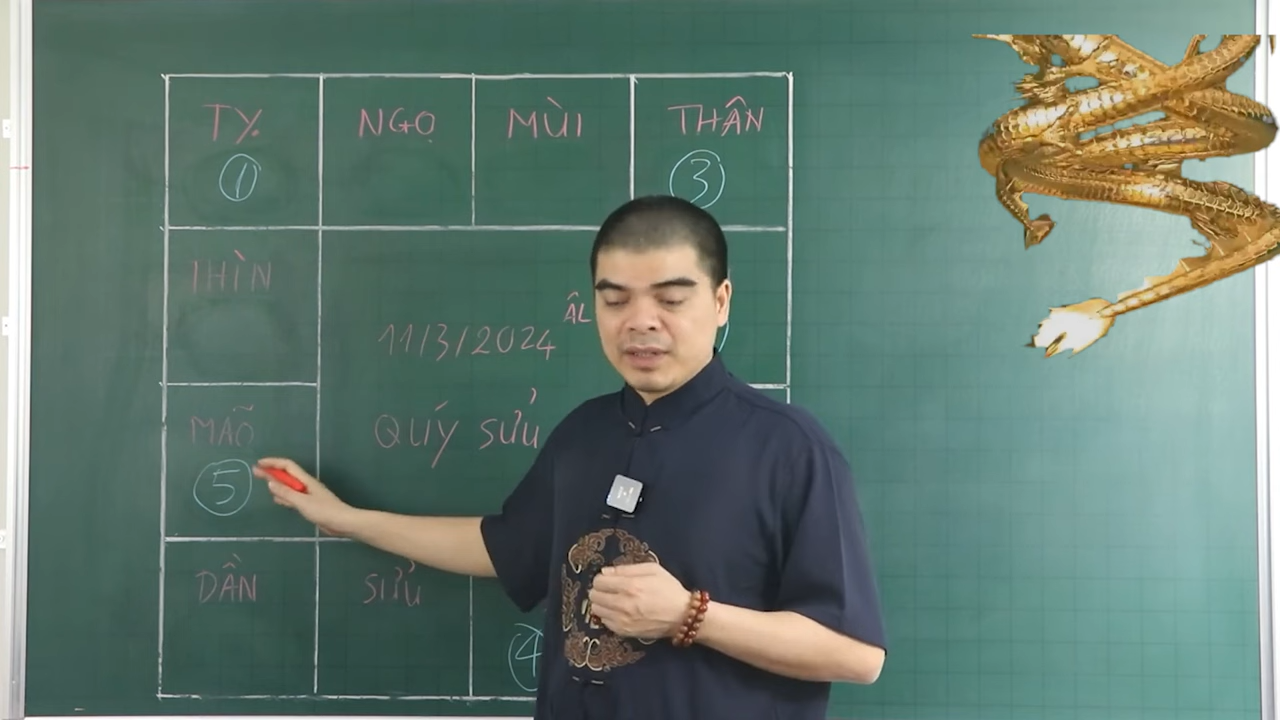 TỴ NGỌ MÙI THÂN
① ③
THÌN
ÂL
11/3/2024
MÃO QUÝ SỬU
⑤
DẦN SỬU
④